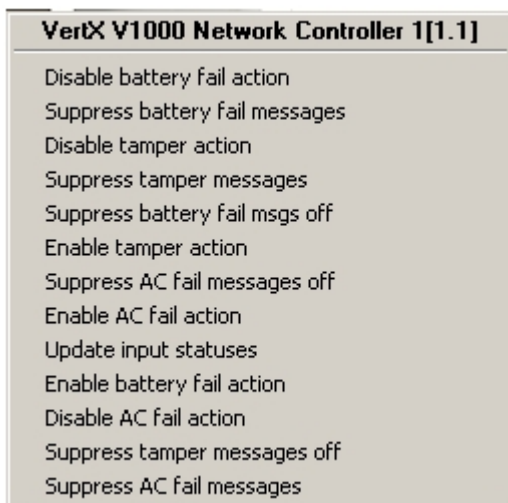 VertX V1000 Network Controller 1[1.1]
Disable battery fail action
Suppress battery fail messages
Disable tamper action
Suppress tamper messages
Suppress battery fail msgs off
Enable tamper action
Suppress AC fail messages off
Enable AC fail action
Update input statuses
Enable battery fail action
Disable AC fail action
Suppress tamper messages off
Suppress AC fail messages